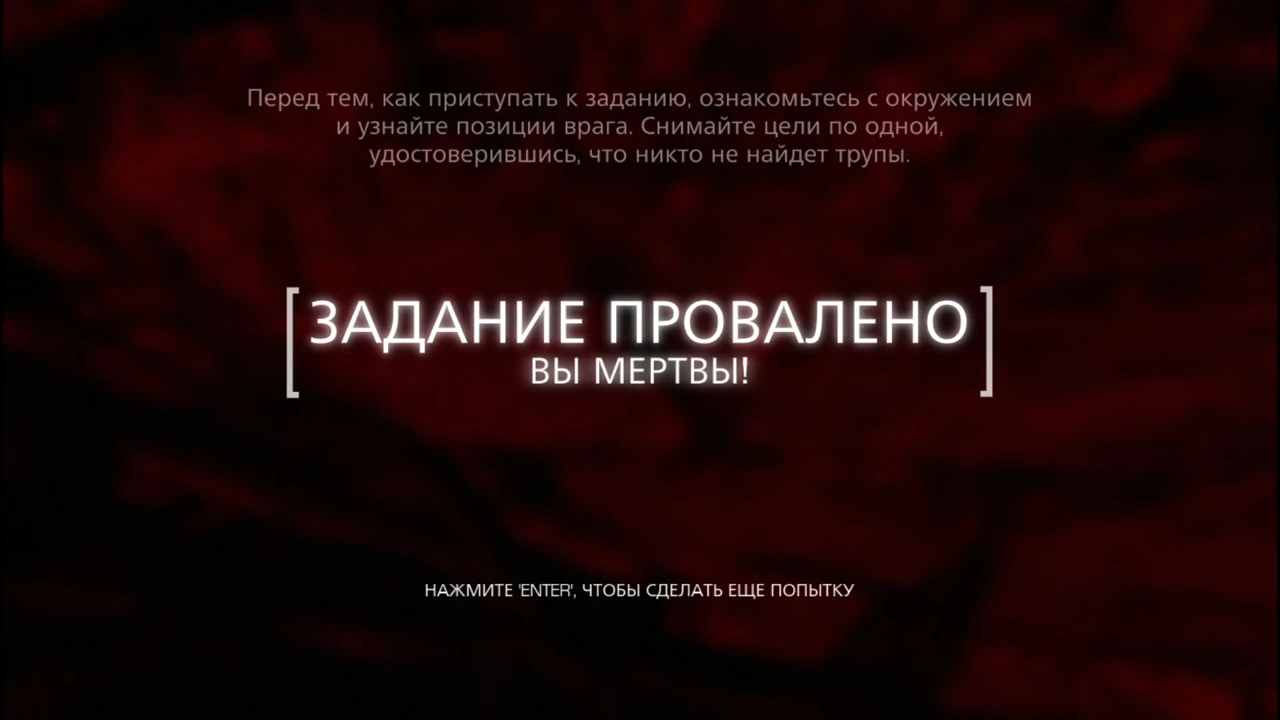 Перед тем, как приступать к заданию, ознакомьтесь с окружением
и узнайте позиции врага. Снимайте цели по одной,
удостоверившись, что никто не найдет трупы.
[ЗАДАНИЕ ПРОВАЛЕНО
ВЫ МЕРТВЫ!]
НАЖМИТЕ 'ENTER', ЧТОБЫ СДЕЛАТЬ ЕЩЕ ПОПЫТКУ